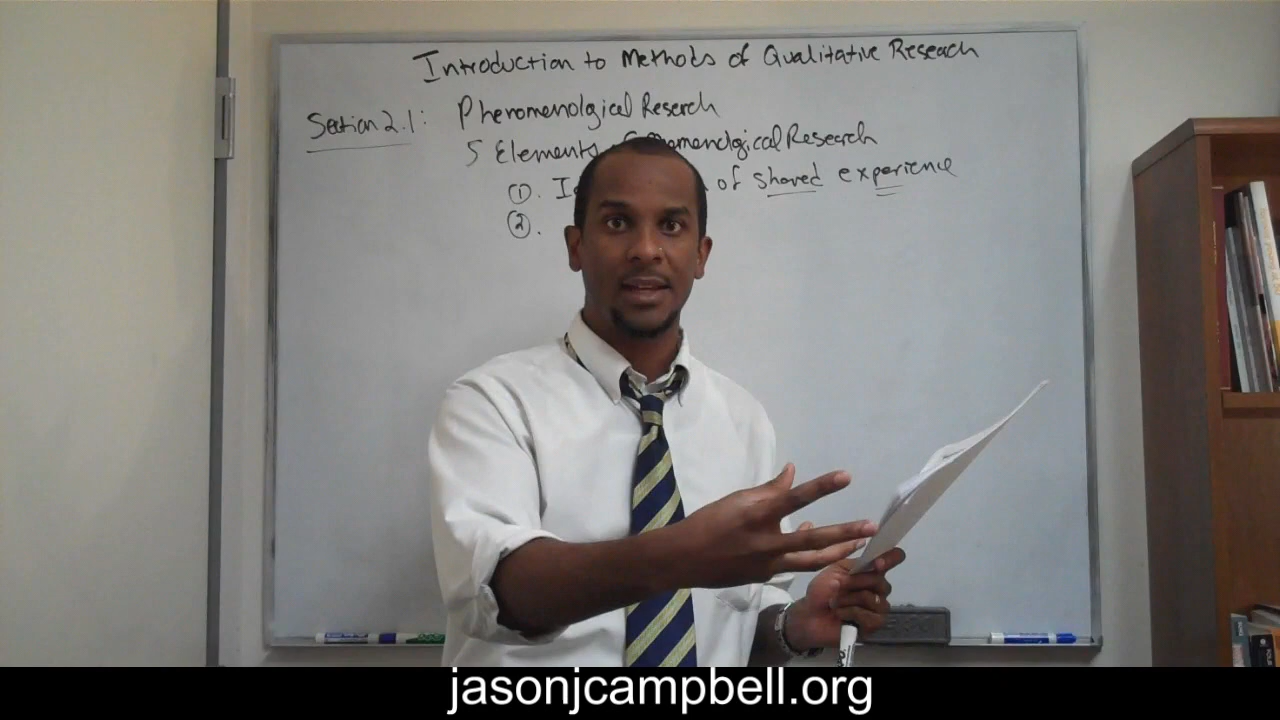 Introduction to Methods of Qualitative Reseach
Section 2.1: Phenomenolgical Reserch
5 Elements Phenomenolgical Research
①. of shared experience
②.
jasonjcampbell.org